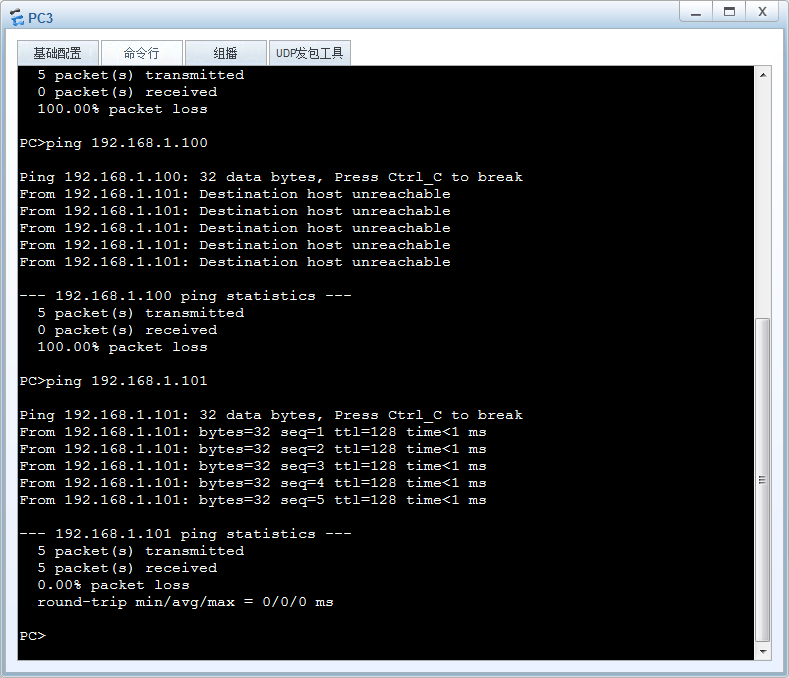 PC3
X
基础配置 命令行 组播 UDP发包工具
5 packet(s) transmitted
0 packet(s) received
100.00% packet loss
PC>ping 192.168.1.100
Ping 192.168.1.100: 32 data bytes, Press Ctrl_C to break
From 192.168.1.101: Destination host unreachable
From 192.168.1.101: Destination host unreachable
From 192.168.1.101: Destination host unreachable
From 192.168.1.101: Destination host unreachable
From 192.168.1.101: Destination host unreachable
--- 192.168.1.100 ping statistics ---
5 packet(s) transmitted
0 packet(s) received
100.00% packet loss
PC>ping 192.168.1.101
Ping 192.168.1.101: 32 data bytes, Press Ctrl_C to break
From 192.168.1.101: bytes=32 seq=1 ttl=128 time<1 ms
From 192.168.1.101: bytes=32 seq=2 ttl=128 time<1 ms
From 192.168.1.101: bytes=32 seq=3 ttl=128 time<1 ms
From 192.168.1.101: bytes=32 seq=4 ttl=128 time<1 ms
From 192.168.1.101: bytes=32 seq=5 ttl=128 time<1 ms
--- 192.168.1.101 ping statistics ---
5 packet(s) transmitted
5 packet(s) received
0.00% packet loss
round-trip min/avg/max = 0/0/0 ms
PC>